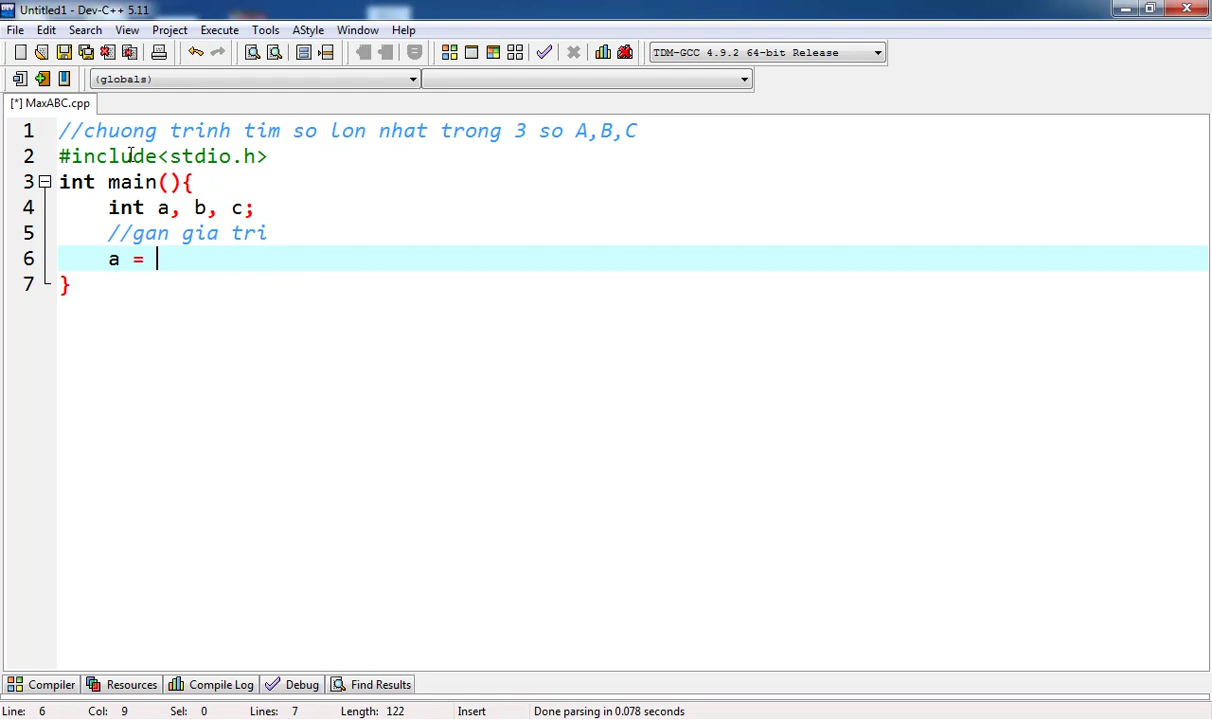 Untitled1 - Dev-C++ 5.11
File Edit Search View Project Execute Tools AStyle Window Help
TDM-GCC 4.9.2 64-bit Release
(globals)
[*] MaxABC.cpp
1 //chuong trinh tim so lon nhat trong 3 so A,B,C
2 #include<stdio.h>
3 int main(){
4 int a, b, c;
5 //gan gia tri
6 a =
7 }
Compiler Resources Compile Log Debug Find Results
Line: 6 Col: 9 Sel: 0 Lines: 7 Length: 122 Insert Done parsing in 0.078 seconds